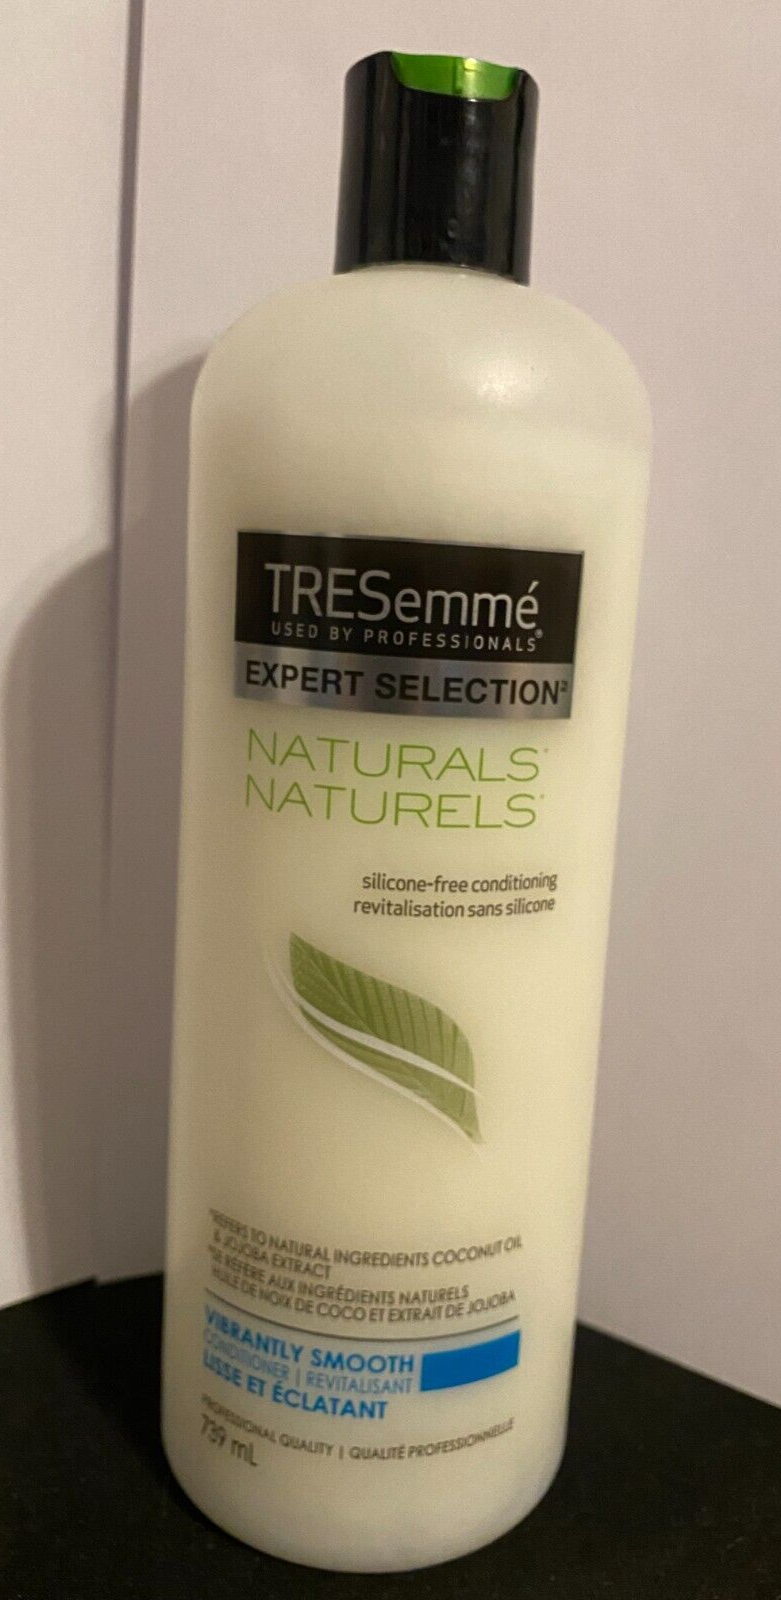 TRESemmé
USED BY PROFESSIONALS®
EXPERT SELECTION
NATURALS*
NATURELS*
silicone-free conditioning
revitalisation sans silicone
*REFERS TO NATURAL INGREDIENTS COCONUT OIL
& JOJOBA EXTRACT
*SE RÉFÈRE AUX INGRÉDIENTS NATURELS
HUILE DE NOIX DE COCO ET EXTRAIT DE JOJOBA
VIBRANTLY SMOOTH
CONDITIONER | REVITALISANT
LISSE ET ÉCLATANT
PROFESSIONAL QUALITY | QUALITÉ PROFESSIONNELLE
739 mL